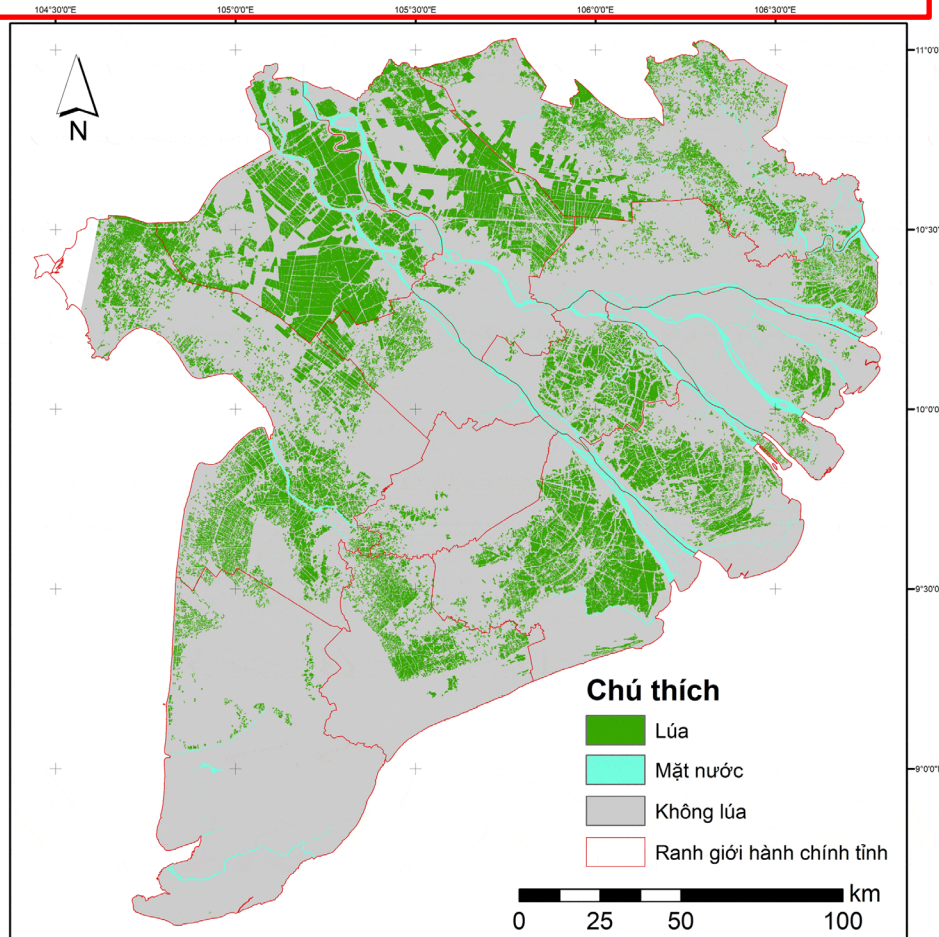 104°30'0"E 105°0'0"E 105°30'0"E 106°0'0"E 106°30'0"E
11°0'0
N
10°30'
10°0'0
9°30'0
9°0'0"
Chú thích
Lúa
Mặt nước
Không lúa
Ranh giới hành chính tỉnh
km
0 25 50 100